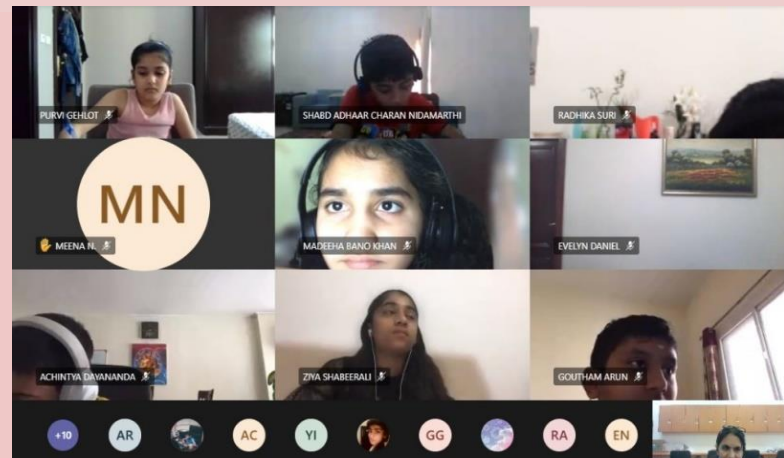 PURVI GEHLOT
SHABD ADHAAR CHARAN NIDAMARTHI
RADHIKA SURI
MN
MEENA N.
MADEEHA BANO KHAN
EVELYN DANIEL
ACHINTYA DAYANANDA
ZIYA SHABEERALI
GOUTHAM ARUN
+10
AR
AC
YI
GG
RA
EN